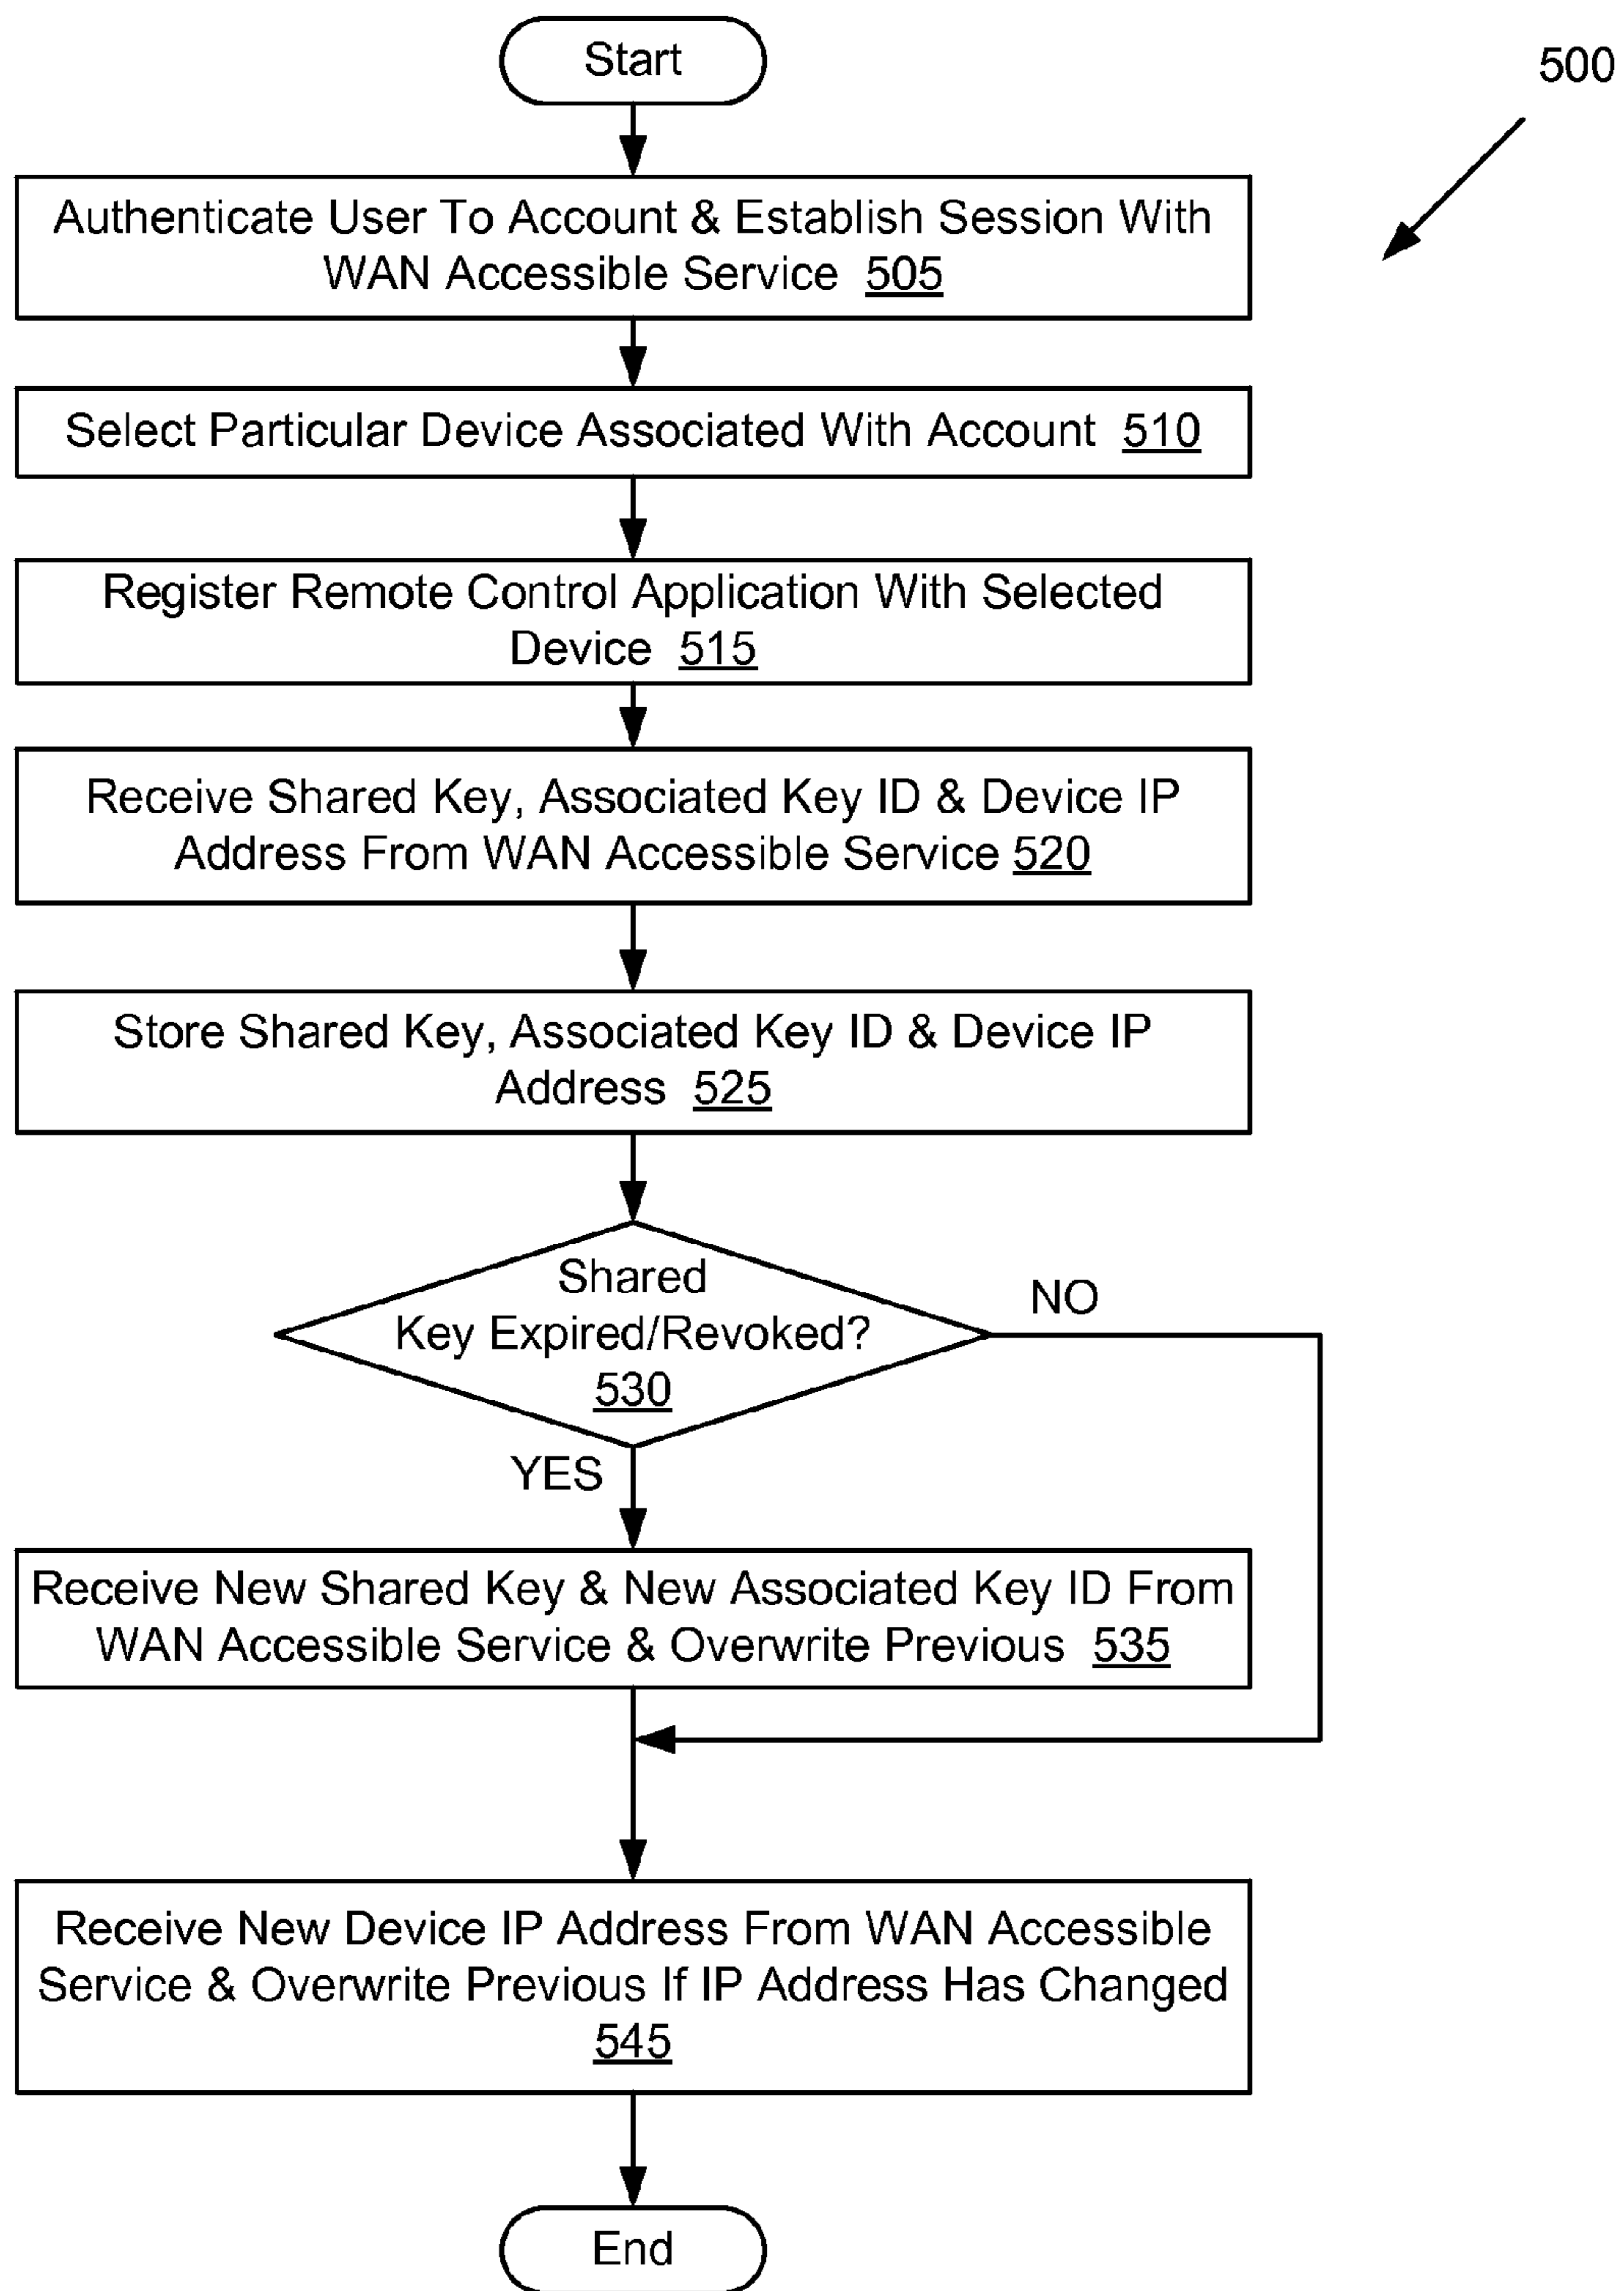 Start
500
Authenticate User To Account & Establish Session With
WAN Accessible Service 505
Select Particular Device Associated With Account 510
Register Remote Control Application With Selected
Device 515
Receive Shared Key, Associated Key ID & Device IP
Address From WAN Accessible Service 520
Store Shared Key, Associated Key ID & Device IP
Address 525
Shared
Key Expired/Revoked?
530
NO
YES
Receive New Shared Key & New Associated Key ID From
WAN Accessible Service & Overwrite Previous 535
Receive New Device IP Address From WAN Accessible
Service & Overwrite Previous If IP Address Has Changed
545
End